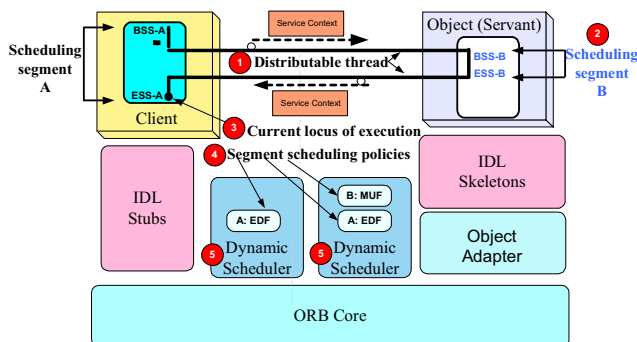 Service Context
Object (Servant)
BSS-A
Scheduling
segment
A
1
Distributable thread
BSS-B
ESS-B
2
Scheduling
segment
B
ESS-A
Service Context
Client
3
Current locus of execution
4
Segment scheduling policies
IDL
Stubs
A: EDF
5
Dynamic
Scheduler
B: MUF
A: EDF
5
Dynamic
Scheduler
IDL
Skeletons
Object
Adapter
ORB Core